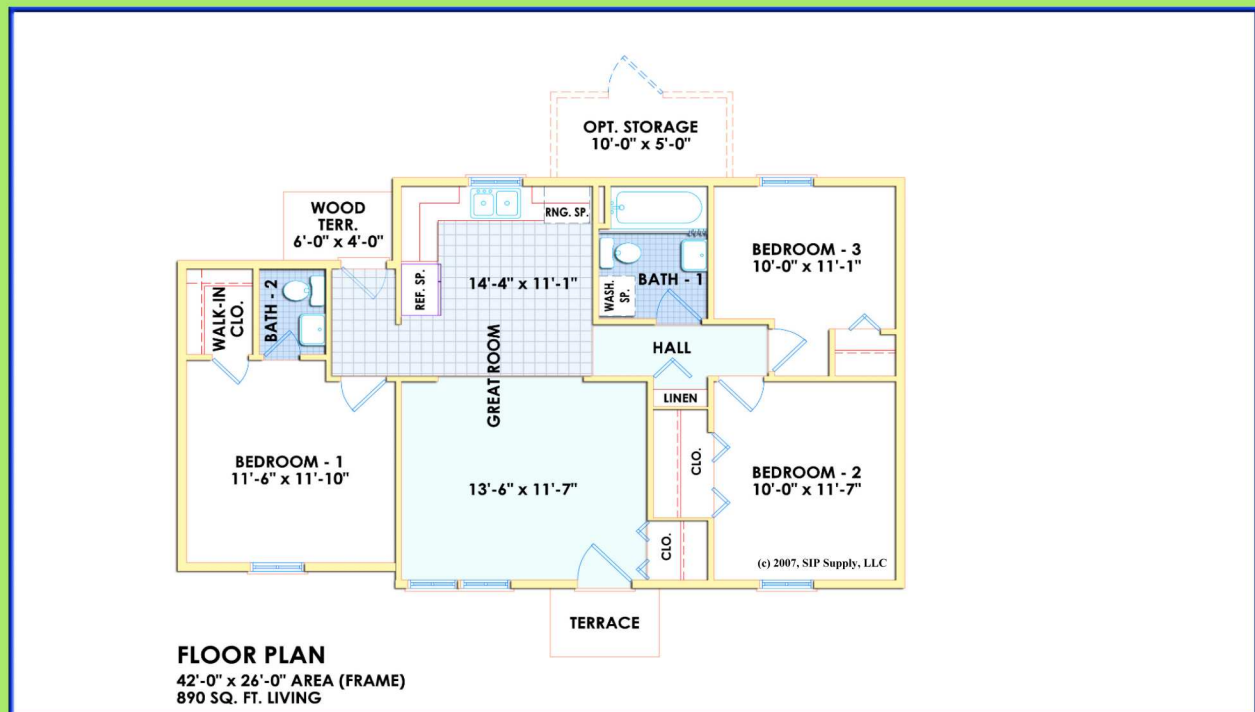 OPT. STORAGE
10'-0" x 5'-0"
WOOD
TERR.
6'-0" x 4'-0"
RNG. SP.
REF. SP.
14'-4" x 11'-1"
WASH.
SP.
BATH - 1
BEDROOM - 3
10'-0" x 11'-1"
WALK-IN
CLO.
BATH - 2
HALL
GREAT ROOM
LINEN
BEDROOM - 1
11'-6" x 11'-10"
13'-6" x 11'-7"
CLO.
BEDROOM - 2
10'-0" x 11'-7"
CLO.
(c) 2007, SIP Supply, LLC
TERRACE
FLOOR PLAN
42'-0" x 26'-0" AREA (FRAME)
890 SQ. FT. LIVING